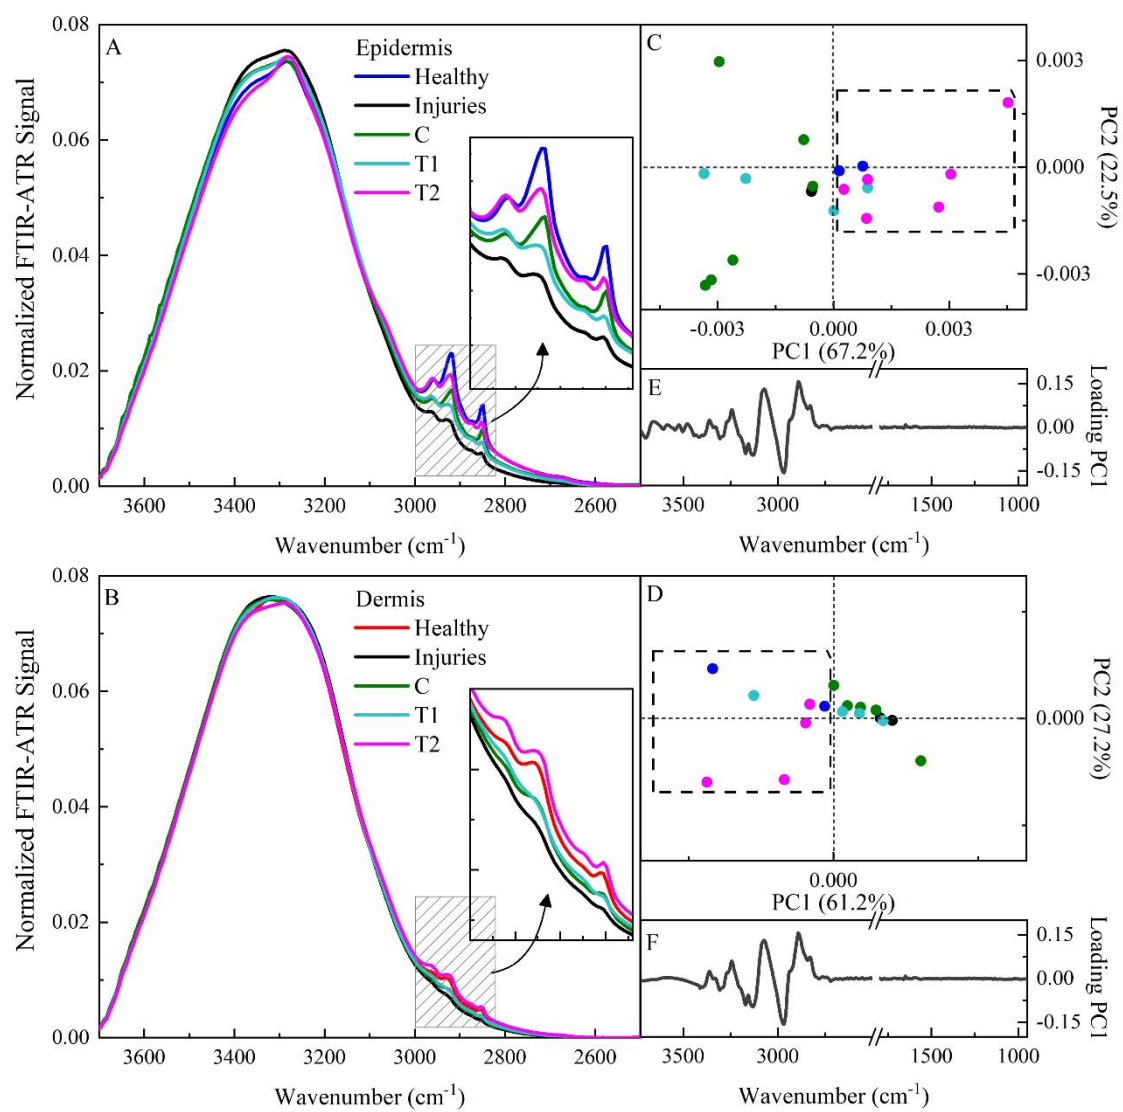 0.08
A
Epidermis
Healthy
Injuries
C
T1
T2
0.06
0.04
0.02
0.00
Normalized FTIR-ATR Signal
3600 3400 3200 3000 2800 2600
Wavenumber (cm-1)
C
0.003
0.000
-0.003
PC2 (22.5%)
-0.003 0.000 0.003
PC1 (67.2%)
E
0.15
0.00
-0.15
Loading PC1
3500 3000 1500 1000
Wavenumber (cm-1)
0.08
B
Dermis
Healthy
Injuries
C
T1
T2
0.06
0.04
0.02
0.00
Normalized FTIR-ATR Signal
3600 3400 3200 3000 2800 2600
Wavenumber (cm-1)
D
0.000
PC2 (27.2%)
0.000
PC1 (61.2%)
F
0.15
0.00
-0.15
Loading PC1
3500 3000 1500 1000
Wavenumber (cm-1)